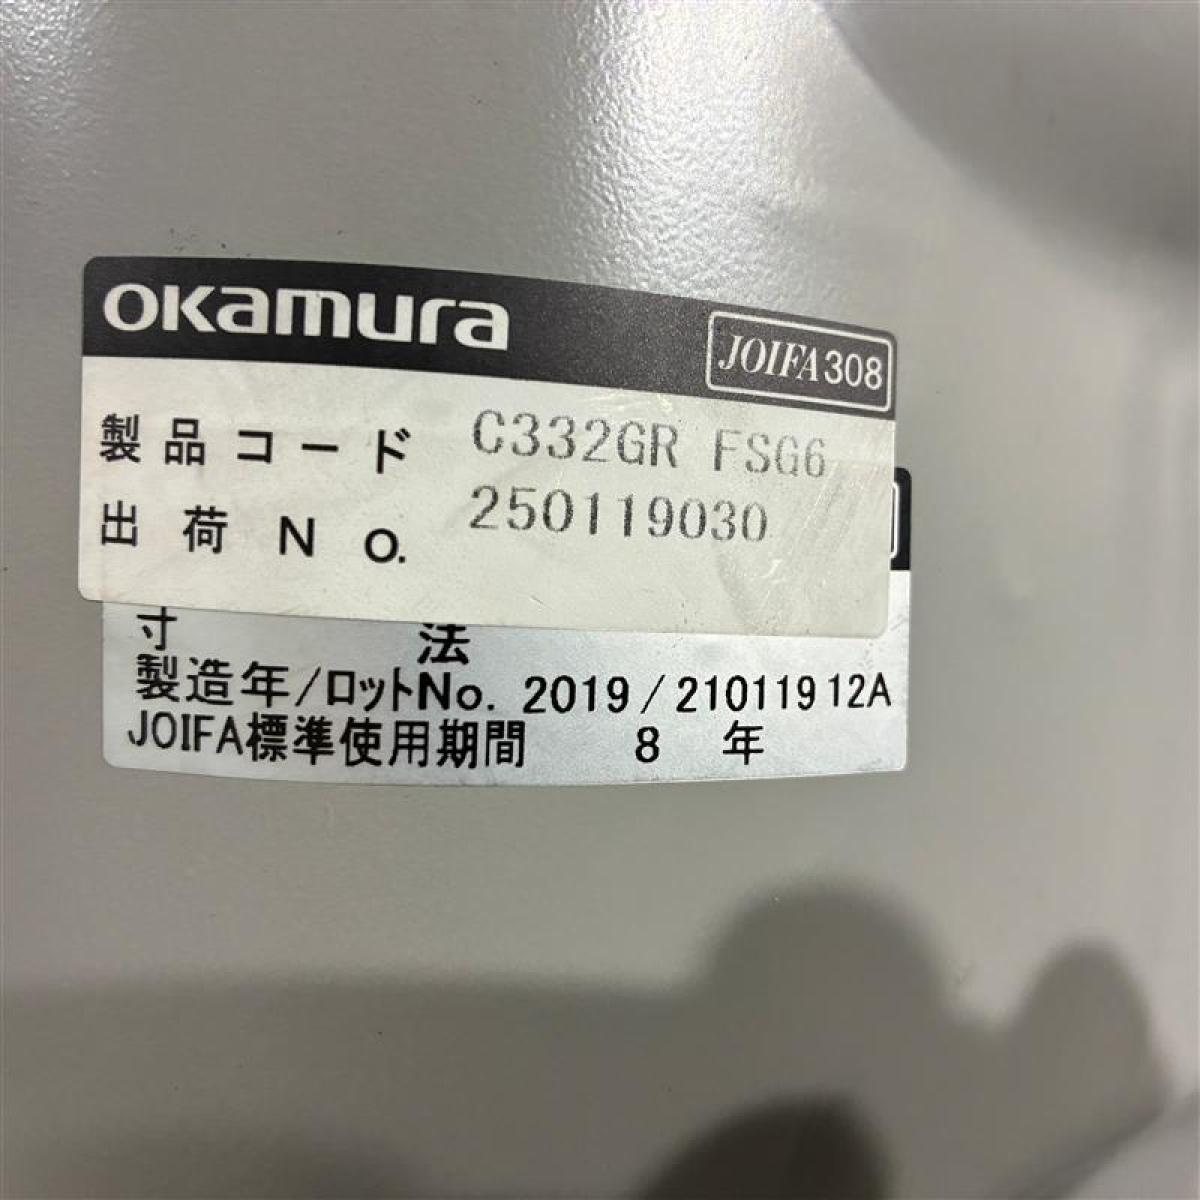 OKAMURA
JOIFA308
製品コード C332GR FSG6
出荷No. 250119030
寸法
製造年/ロットNo. 2019/21011912A
JOIFA標準使用期間 8年